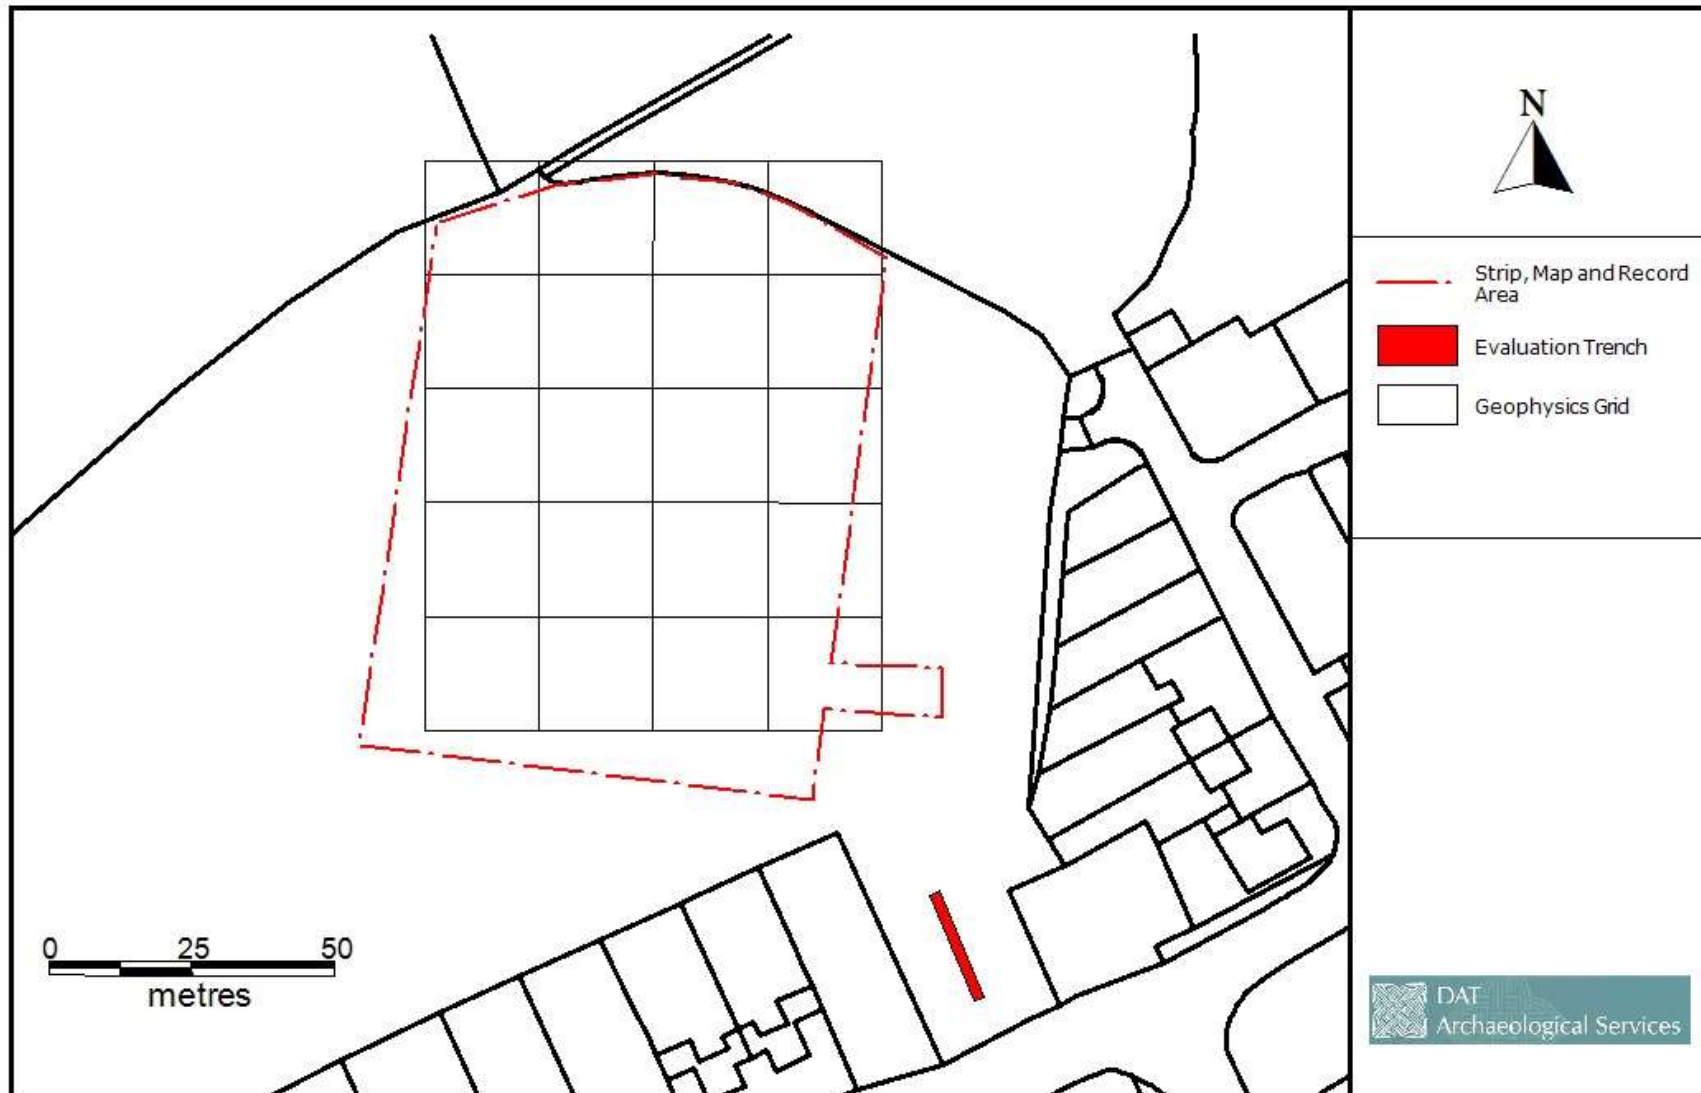 N
Strip, Map and Record
Area
Evaluation Trench
Geophysics Grid
0 25 50
metres
DAT
Archaeological Services